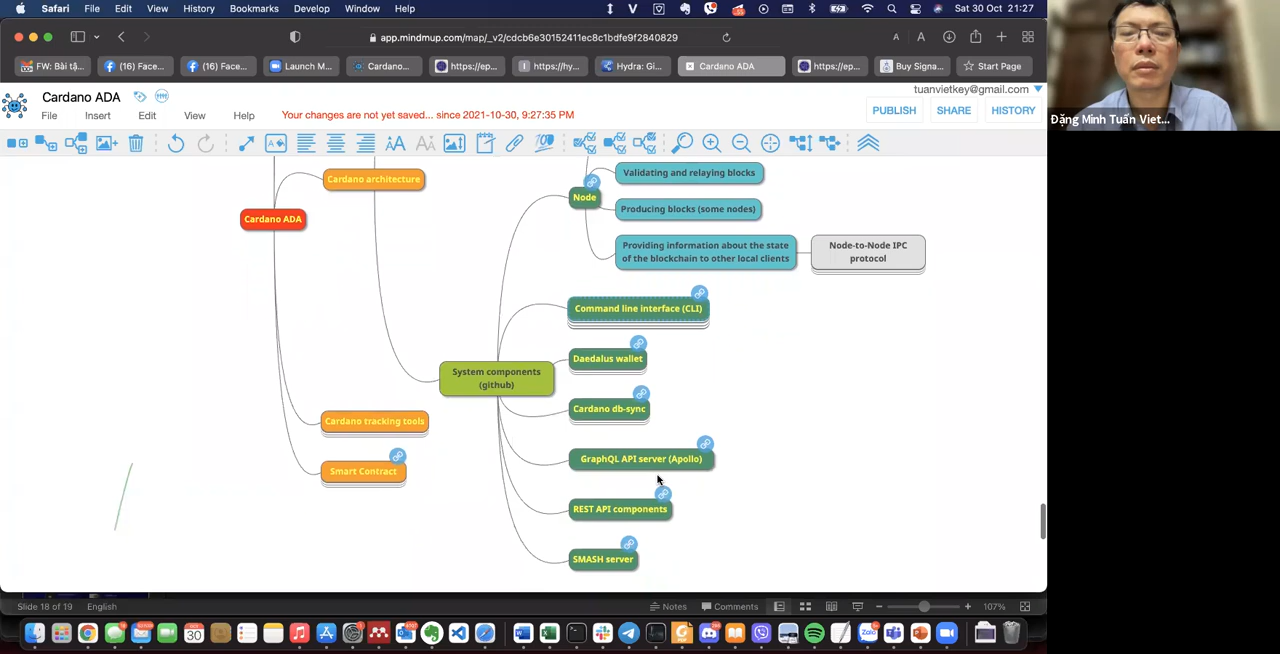 Safari File Edit View History Bookmarks Develop Window Help
Sat 30 Oct 21:27
app.mindmup.com/map/_v2/cdcb6e30152411ec8c1bdfe9f2840829
FW: Bài tậ...
(16) Face...
(16) Face...
Launch M...
Cardano...
https://ep...
https://hy...
Hydra: Gi...
Cardano ADA
https://ep...
Buy Signa...
Start Page
Cardano ADA
tuanvietkey@gmail.com
File Insert Edit View Help
Your changes are not yet saved... since 2021-10-30, 9:27:35 PM
PUBLISH SHARE HISTORY
Đặng Minh Tuấn Viet...
Cardano architecture
Cardano ADA
Node
Validating and relaying blocks
Producing blocks (some nodes)
Providing information about the state
of the blockchain to other local clients
Node-to-Node IPC
protocol
Command line interface (CLI)
Daedalus wallet
System components
(github)
Cardano db-sync
Cardano tracking tools
GraphQL API server (Apollo)
Smart Contract
REST API components
SMASH server
Slide 18 of 19 English
Notes Comments 107%